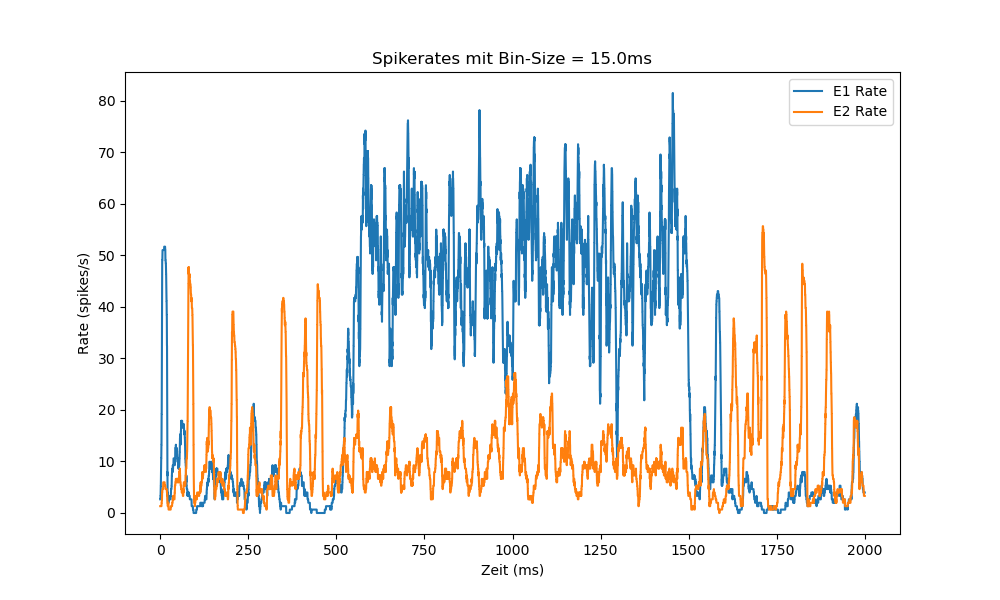 Spikerates mit Bin-Size = 15.0ms
E1 Rate
E2 Rate
80
70
60
50
40
30
20
10
0
Rate (spikes/s)
0 250 500 750 1000 1250 1500 1750 2000
Zeit (ms)